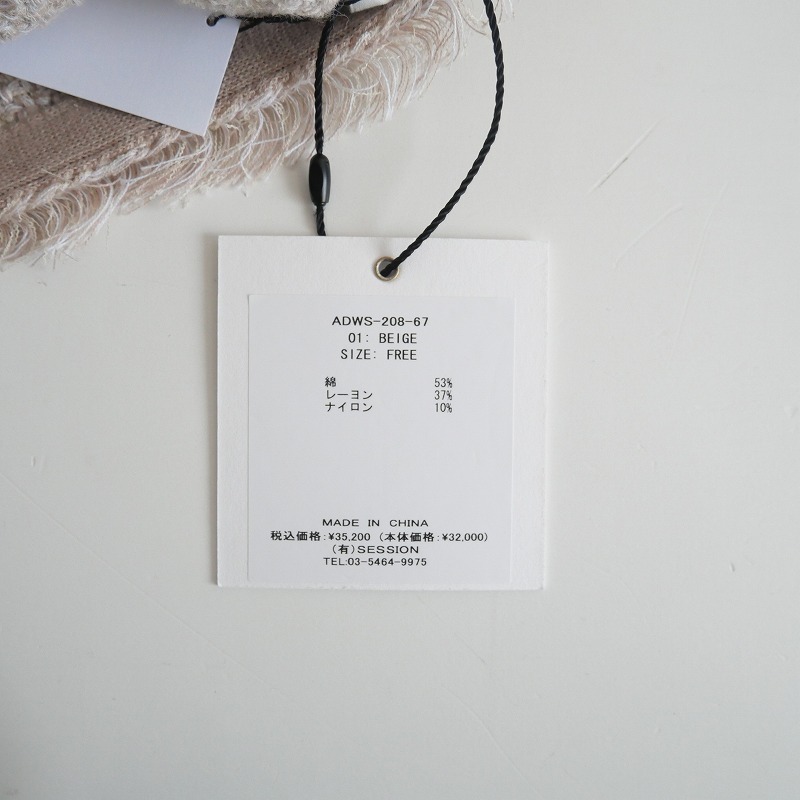 ADWS-208-67
01: BEIGE
SIZE: FREE
綿 53%
レーヨン 37%
ナイロン 10%
MADE IN CHINA
税込価格:¥35,200 (本体価格:¥32,000)
(有)SESSION
TEL:03-5464-9975